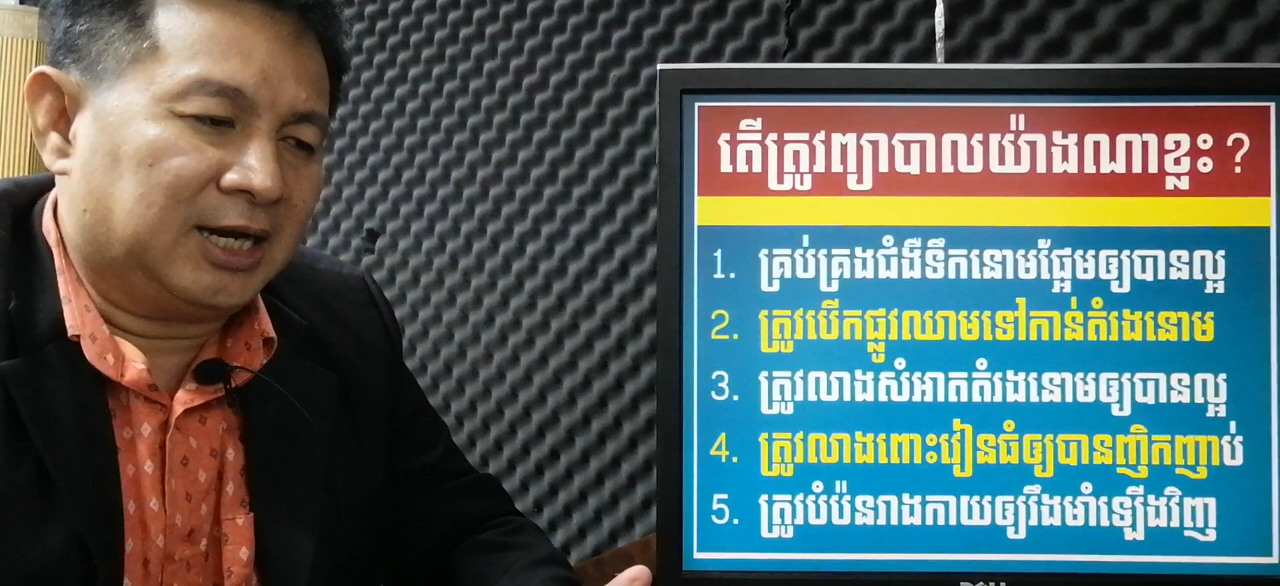 តើត្រូវព្យាបាលយ៉ាងណាខ្លះ ?
1. គ្រប់គ្រងជំងឺទឹកនោមផ្អែមឲ្យបានល្អ
2. ត្រូវបើកផ្លូវឈាមទៅកាន់តំរងនោម
3. ត្រូវលាងសំអាតតំរងនោមឲ្យបានល្អ
4. ត្រូវលាងពោះវៀនធំឲ្យបានញិកញាប់
5. ត្រូវបំប៉នរាងកាយឲ្យរឹងមាំឡើងវិញ